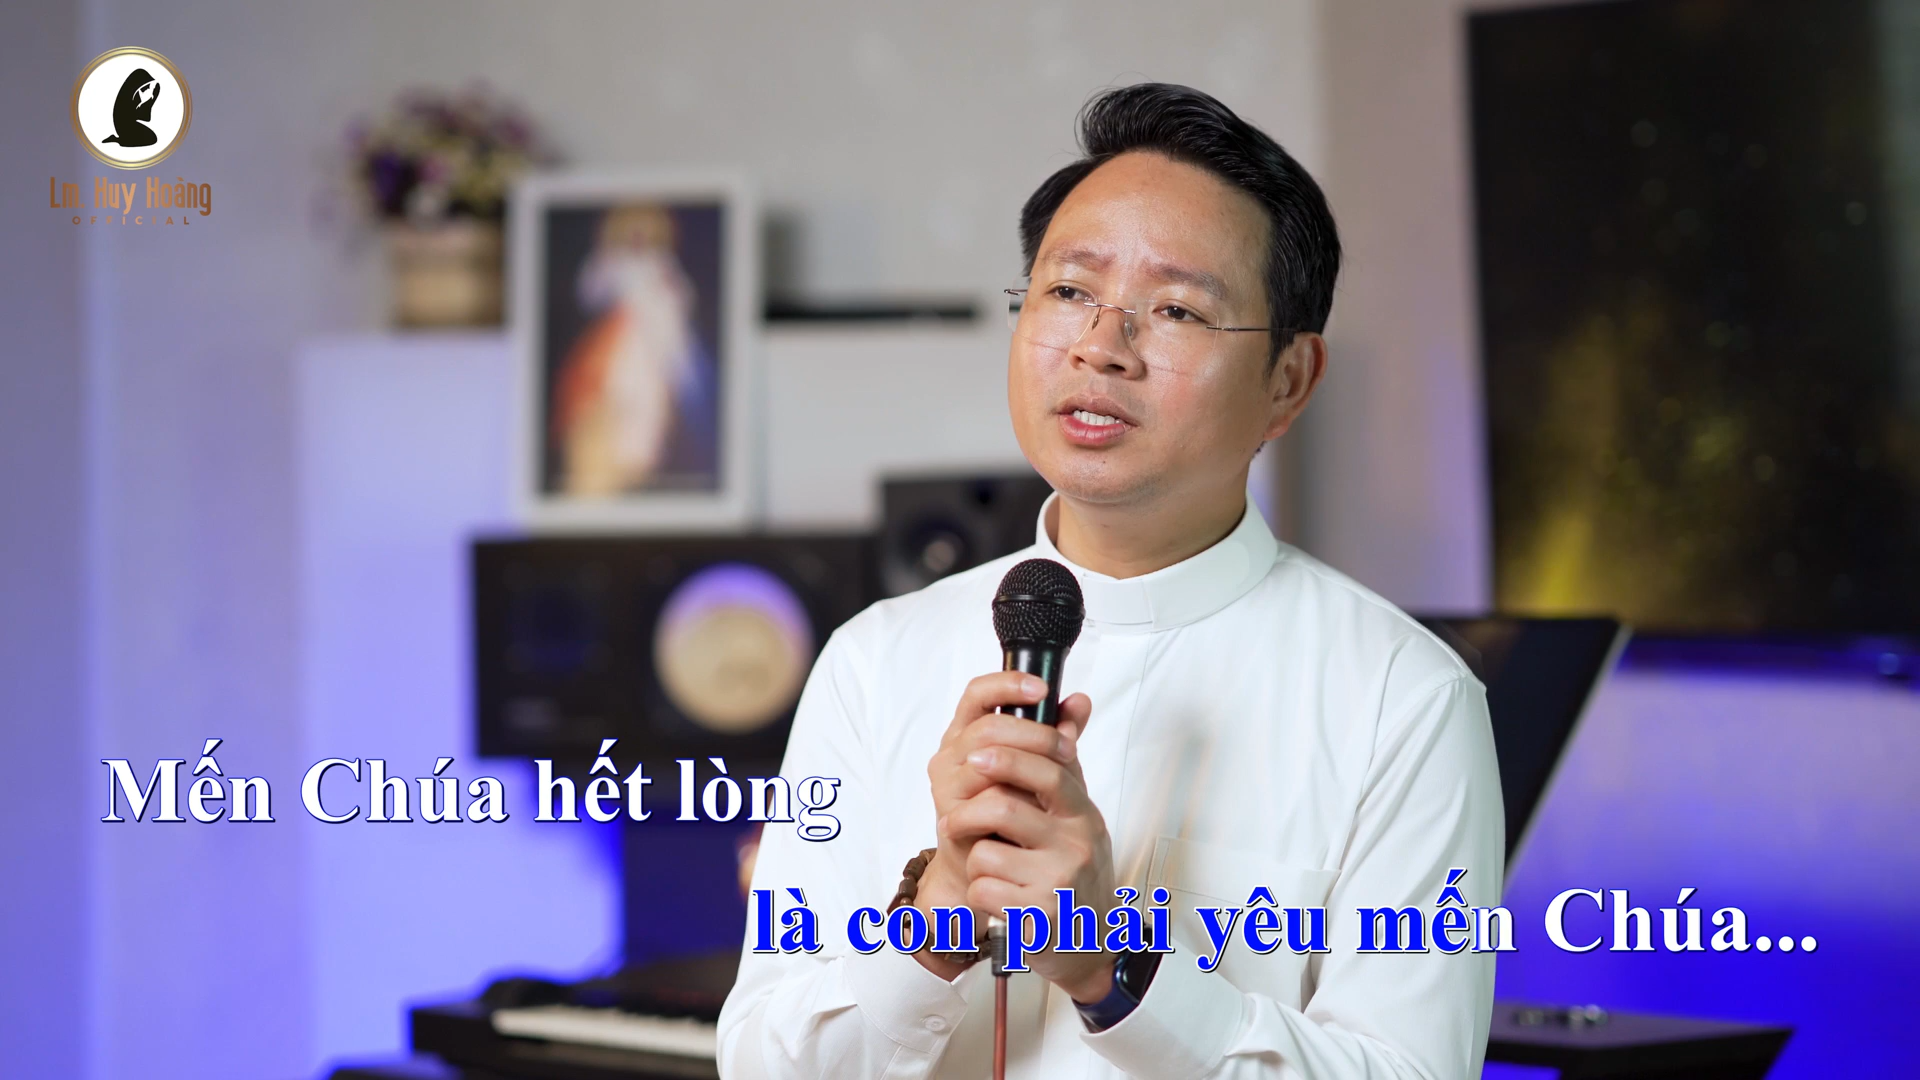 Lm. Huy Hoàng
OFFICIAL
Mến Chúa hết lòng
là con phải yêu mến Chúa...